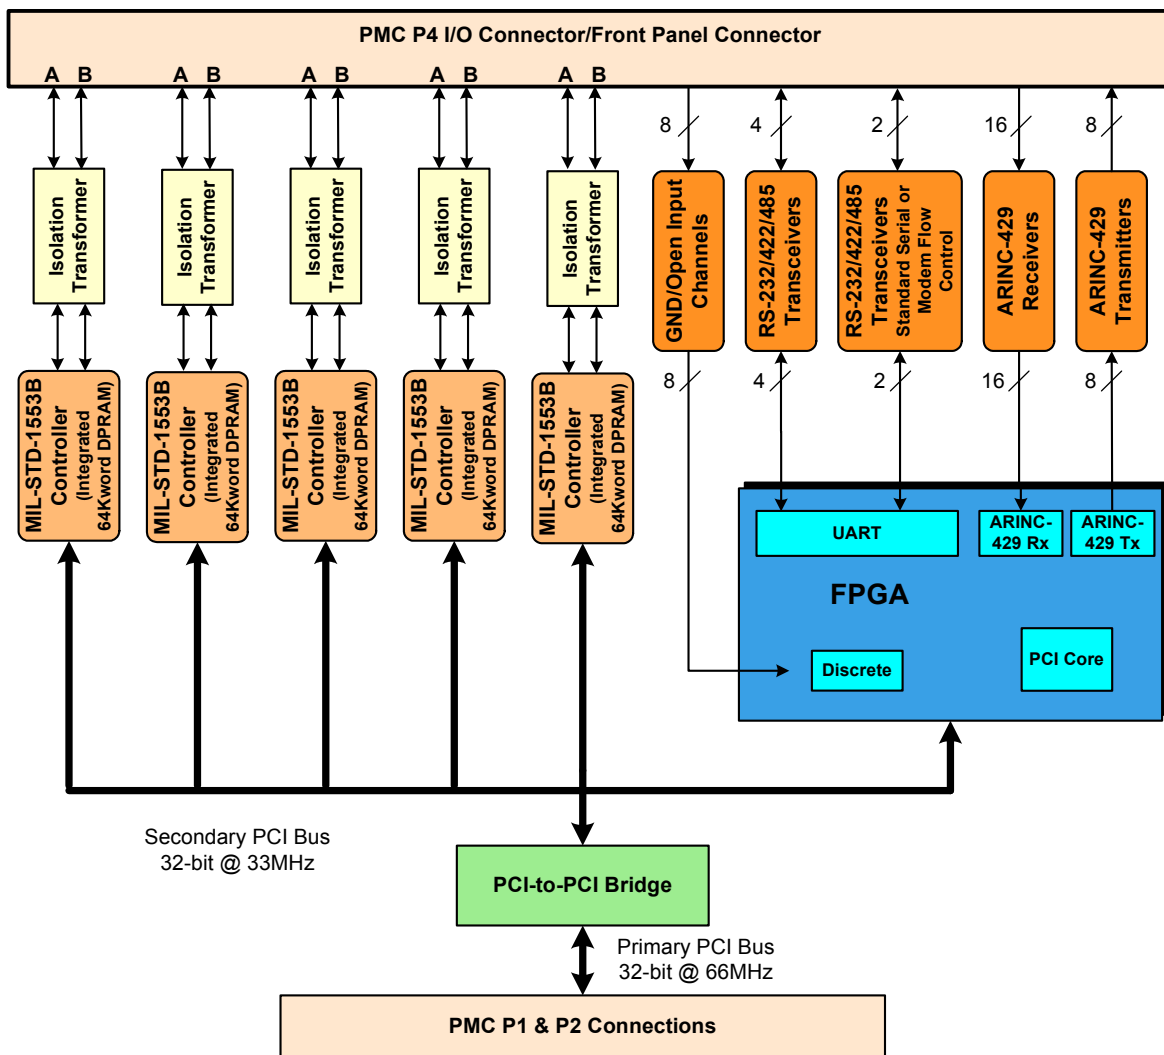 PMC P4 I/O Connector/Front Panel Connector
A B A B A B A B A B
8 4 2 16 8
Isolation
Transformer
Isolation
Transformer
Isolation
Transformer
Isolation
Transformer
Isolation
Transformer
GND/Open Input
Channels
RS-232/422/485
Transceivers
RS-232/422/485
Transceivers
Standard Serial or
Modem Flow
Control
ARINC-429
Receivers
ARINC-429
Transmitters
8 4 2 16 8
MIL-STD-1553B
Controller
(Integrated
64Kword DPRAM)
MIL-STD-1553B
Controller
(Integrated
64Kword DPRAM)
MIL-STD-1553B
Controller
(Integrated
64Kword DPRAM)
MIL-STD-1553B
Controller
(Integrated
64Kword DPRAM)
MIL-STD-1553B
Controller
(Integrated
64Kword DPRAM)
UART
ARINC-
429 Rx
ARINC-
429 Tx
FPGA
Discrete
PCI Core
Secondary PCI Bus
32-bit @ 33MHz
PCI-to-PCI Bridge
Primary PCI Bus
32-bit @ 66MHz
PMC P1 & P2 Connections